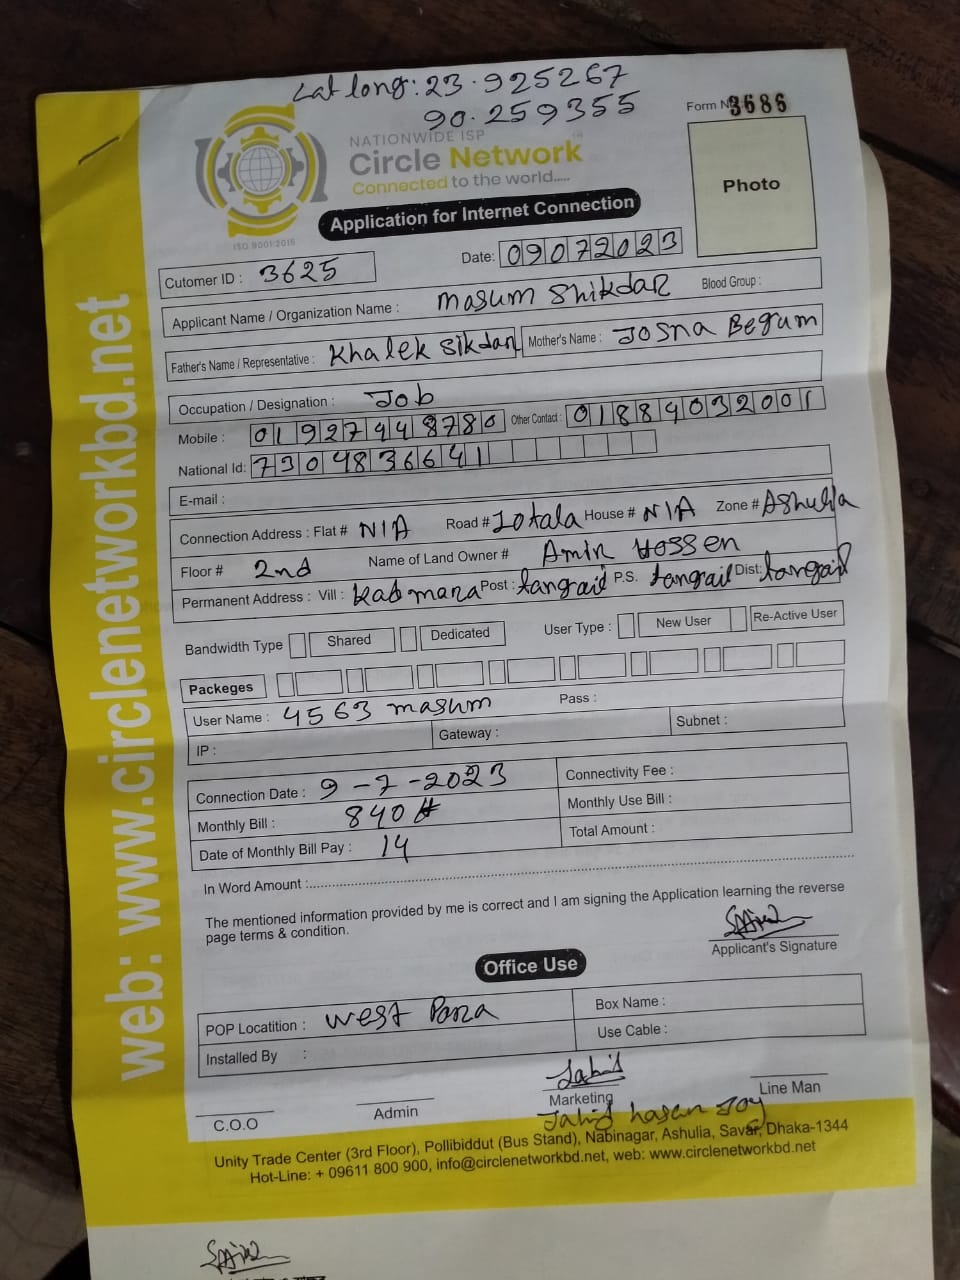 Lat long: 23.925267
90.259355
Form No 3686
NATIONWIDE ISP
Circle Network
Connected to the world.....
ISO 9001:2015
Photo
Application for Internet Connection
Cutomer ID : 3625
Date: 09072023
Applicant Name / Organization Name : Masum Shikdar Blood Group :
Father's Name / Representative : Khalek Sikdar Mother's Name : Josna Begum
Occupation / Designation : Job
Mobile : 01927448780 Other Contact : 01884032001
National Id: 7304836641
E-mail :
Connection Address : Flat # N/A Road # 10tala House # N/A Zone # Ashulia
Floor # 2nd Name of Land Owner # Amin Hossen
Permanent Address : Vill : Kabmara Post : tangail P.S. tangail Dist: tangail
Bandwidth Type Shared Dedicated User Type : New User Re-Active User
Packeges
User Name : 4563 masum Pass :
IP : Gateway : Subnet :
Connection Date : 9-7-2023 Connectivity Fee :
Monthly Bill : 840 Monthly Use Bill :
Date of Monthly Bill Pay : 14 Total Amount :
In Word Amount :
The mentioned information provided by me is correct and I am signing the Application learning the reverse
page terms & condition.
Applicant's Signature
Office Use
POP Locatition : West Para Box Name :
Installed By : Use Cable :
C.O.O Admin Marketing Line Man
Jahid hasan Joy
Unity Trade Center (3rd Floor), Pollibiddut (Bus Stand), Nabinagar, Ashulia, Savar, Dhaka-1344
Hot-Line: + 09611 800 900, info@circlenetworkbd.net, web: www.circlenetworkbd.net
web: www.circlenetworkbd.net